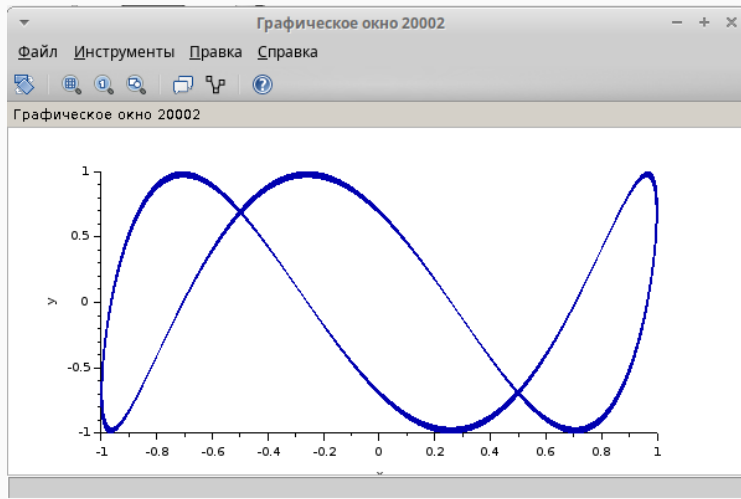 Графическое окно 20002
Файл Инструменты Правка Справка
Графическое окно 20002
1
0.5
y
0
-0.5
-1
-1 -0.8 -0.6 -0.4 -0.2 0 0.2 0.4 0.6 0.8 1